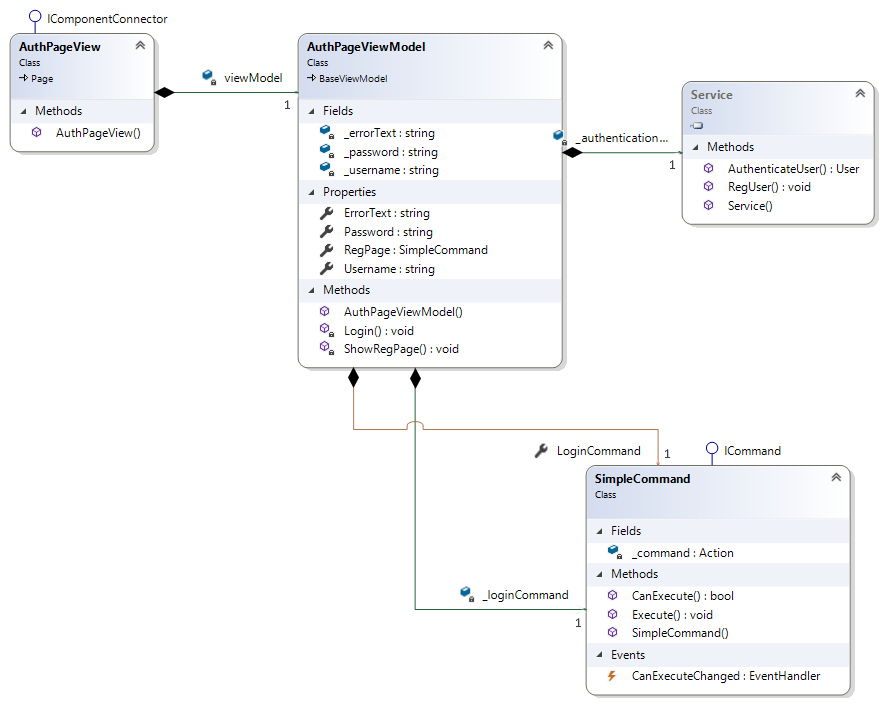 IComponentConnector
AuthPageView
Class
Page
Methods
AuthPageView()
viewModel
1
AuthPageViewModel
Class
BaseViewModel
Fields
_errorText : string
_password : string
_username : string
Properties
ErrorText : string
Password : string
RegPage : SimpleCommand
Username : string
Methods
AuthPageViewModel()
Login() : void
ShowRegPage() : void
_authentication...
1
Service
Class
Methods
AuthenticateUser() : User
RegUser() : void
Service()
LoginCommand
1
ICommand
_loginCommand
1
SimpleCommand
Class
Fields
_command : Action
Methods
CanExecute() : bool
Execute() : void
SimpleCommand()
Events
CanExecuteChanged : EventHandler